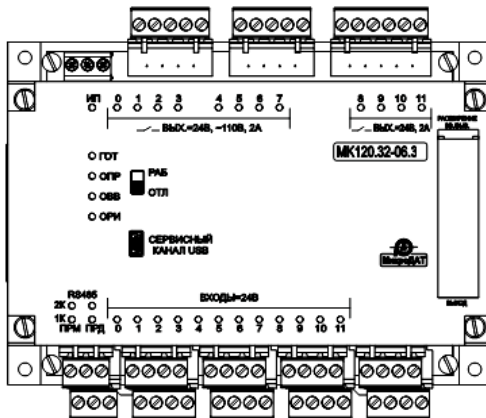 ИП 0 1 2 3 4 5 6 7 8 9 10 11
ВЫХ.=24В, ~110В, 2А
ВЫХ.=24В, 2А
МК120.32-06.3
ГОТ
ОПР
ОВВ
ОРИ
РАБ
ОТЛ
СЕРВИСНЫЙ
КАНАЛ USB
МикроДАТ
РАСШИРЕНИЕ
ВЫХОД
RS485
2К
1К
ПРМ ПРД
ВХОДЫ=24В
0 1 2 3 4 5 6 7 8 9 10 11